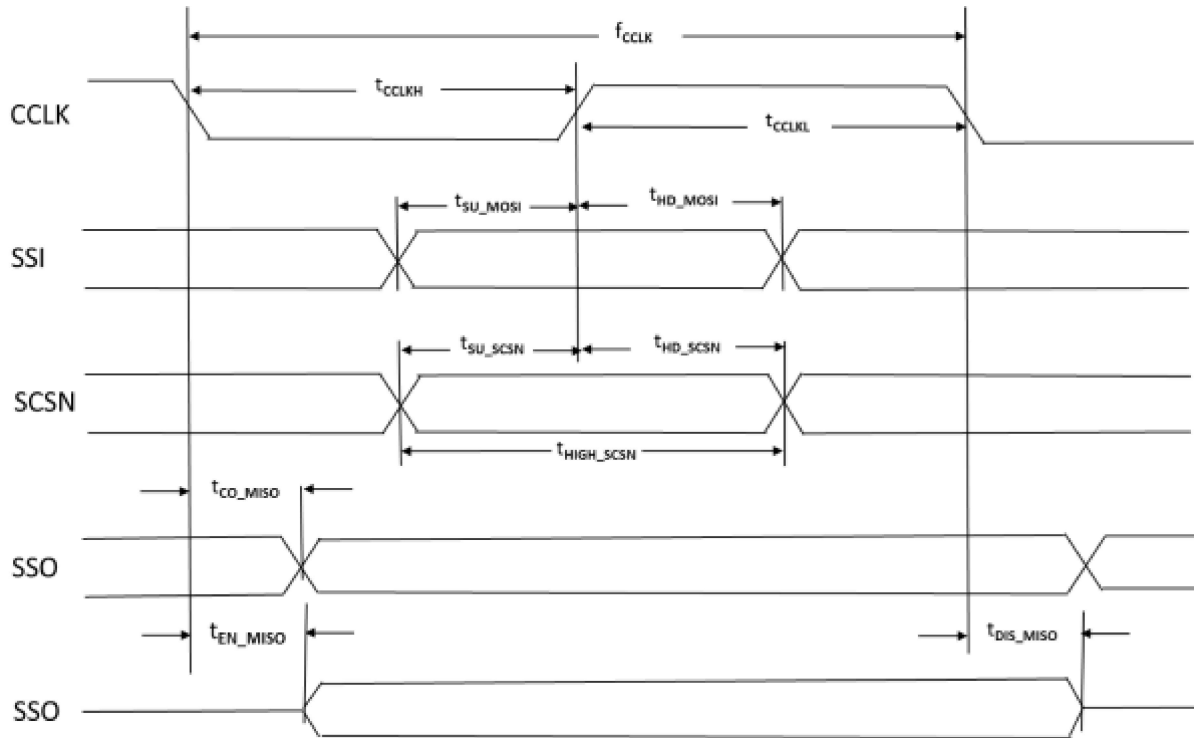 fCCLK
CCLK
tCCLKH
tCCLKL
tSU_MOSI
tHD_MOSI
SSI
tSU_SCSN
tHD_SCSN
SCSN
tHIGH_SCSN
tCO_MISO
SSO
tEN_MISO
tDIS_MISO
SSO